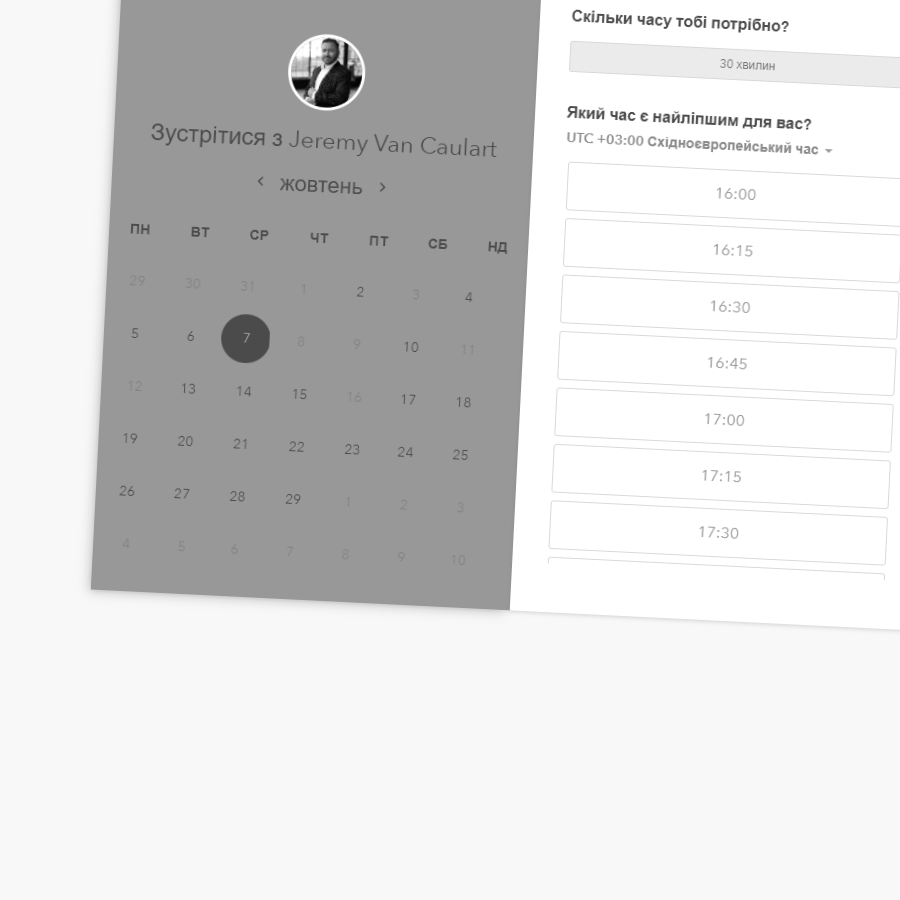 Зустрітися з Jeremy Van Caulart
жовтень
ПН ВТ СР ЧТ ПТ СБ НД
29 30 31 1 2 3 4
5 6 7 8 9 10 11
12 13 14 15 16 17 18
19 20 21 22 23 24 25
26 27 28 29 1 2 3
4 5 6 7 8 9 10
Скільки часу тобі потрібно?
30 хвилин
Який час є найліпшим для вас?
UTC +03:00 Східноєвропейський час
16:00
16:15
16:30
16:45
17:00
17:15
17:30